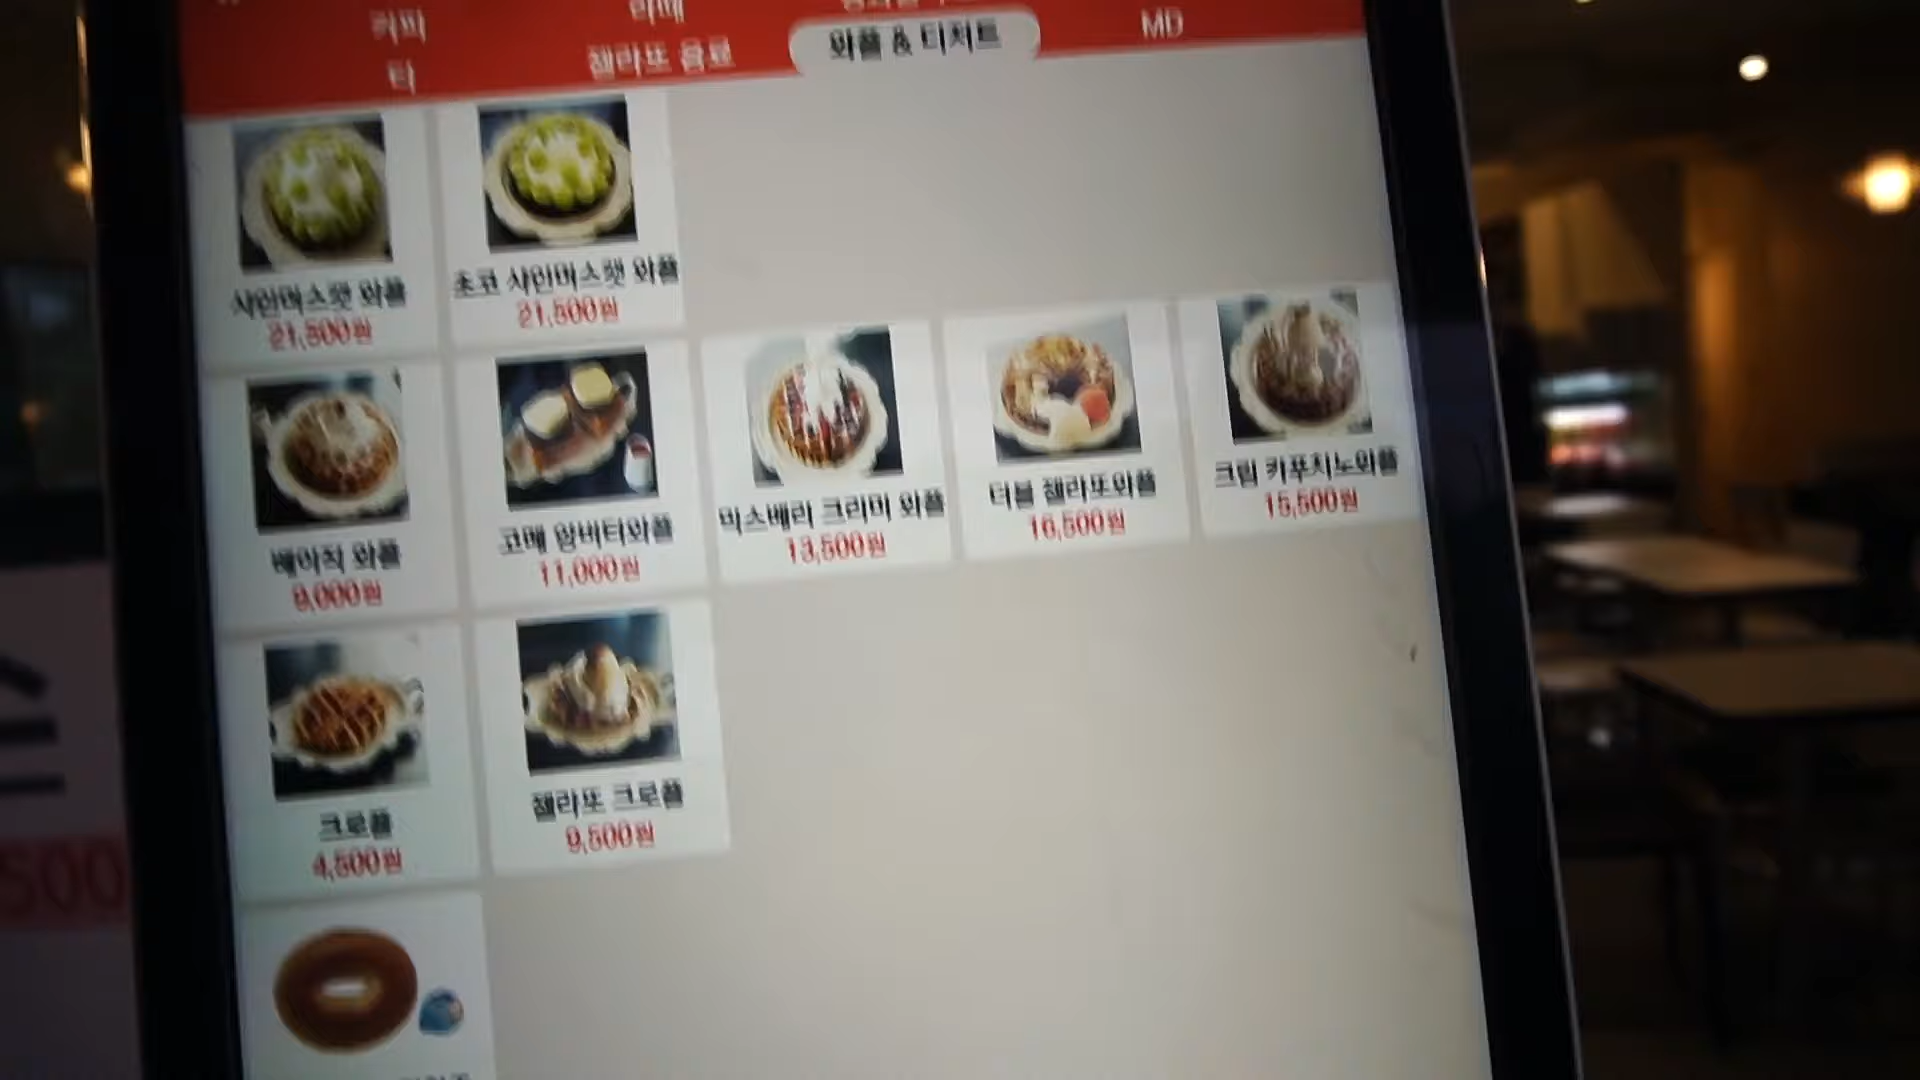 커피
라떼
MD
티
젤라또 음료
와플 & 디저트
샤인머스캣 와플
21,500원
초코 샤인머스캣 와플
21,500원
베이직 와플
9,000원
고메 앙버터와플
11,000원
믹스베리 크리미 와플
13,500원
더블 젤라또와플
16,500원
크림 카푸치노와플
15,500원
크로플
4,500원
젤라또 크로플
9,500원
500